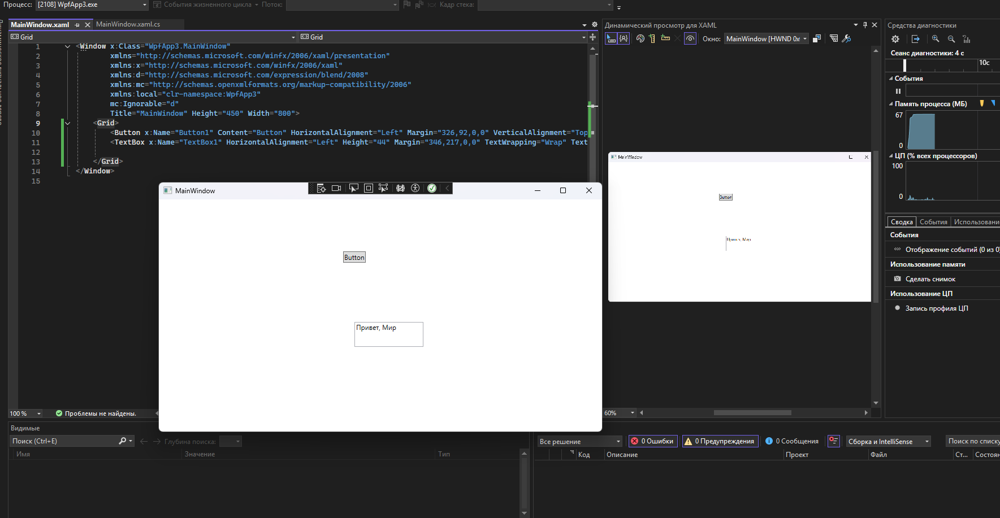 Процесс: [2108] WpfApp3.exe События жизненного цикла Поток: Кадр стека:
MainWindow.xaml MainWindow.xaml.cs
Grid Grid
1 <Window x:Class="WpfApp3.MainWindow"
2 xmlns="http://schemas.microsoft.com/winfx/2006/xaml/presentation"
3 xmlns:x="http://schemas.microsoft.com/winfx/2006/xaml"
4 xmlns:d="http://schemas.microsoft.com/expression/blend/2008"
5 xmlns:mc="http://schemas.openxmlformats.org/markup-compatibility/2006"
6 xmlns:local="clr-namespace:WpfApp3"
7 mc:Ignorable="d"
8 Title="MainWindow" Height="450" Width="800">
9 <Grid>
10 <Button x:Name="Button1" Content="Button" HorizontalAlignment="Left" Margin="326,92,0,0" VerticalAlignment="Top
11 <TextBox x:Name="TextBox1" HorizontalAlignment="Left" Height="44" Margin="346,217,0,0" TextWrapping="Wrap" Text
12
13 </Grid>
14 </Window>
15
MainWindow
Button
Привет, Мир
100 % Проблемы не найдены.
Динамический просмотр для XAML
Окно: MainWindow [HWND 0x
MainWindow
Button
Привет, Мир
60%
Средства диагностики
Сеанс диагностики: 4 с
10с
События
Память процесса (МБ)
67
0
ЦП (% всех процессоров)
100
0
Сводка События Использовани
События
Отображение событий (0 из 0)
Использование памяти
Сделать снимок
Использование ЦП
Запись профиля ЦП
Видимые
Поиск (Ctrl+E) Глубина поиска:
Имя Значение Тип
Все решение 0 Ошибки 0 Предупреждения 0 Сообщения Сборка и IntelliSense Поиск по списку
Код Описание Проект Файл Ст... Состоян